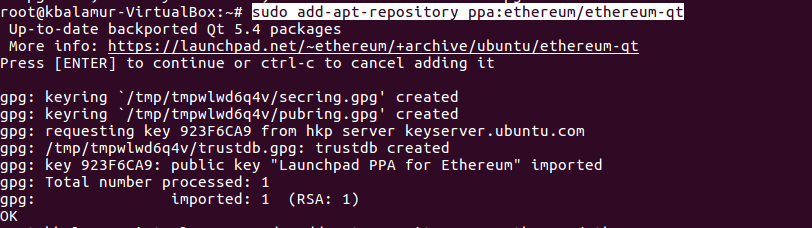 root@kbalamur-VirtualBox:~# sudo add-apt-repository ppa:ethereum/ethereum-qt
Up-to-date backported Qt 5.4 packages
More info: https://launchpad.net/~ethereum/+archive/ubuntu/ethereum-qt
Press [ENTER] to continue or ctrl-c to cancel adding it
gpg: keyring `/tmp/tmpwlwd6q4v/secring.gpg' created
gpg: keyring `/tmp/tmpwlwd6q4v/pubring.gpg' created
gpg: requesting key 923F6CA9 from hkp server keyserver.ubuntu.com
gpg: /tmp/tmpwlwd6q4v/trustdb.gpg: trustdb created
gpg: key 923F6CA9: public key "Launchpad PPA for Ethereum" imported
gpg: Total number processed: 1
gpg:               imported: 1  (RSA: 1)
OK